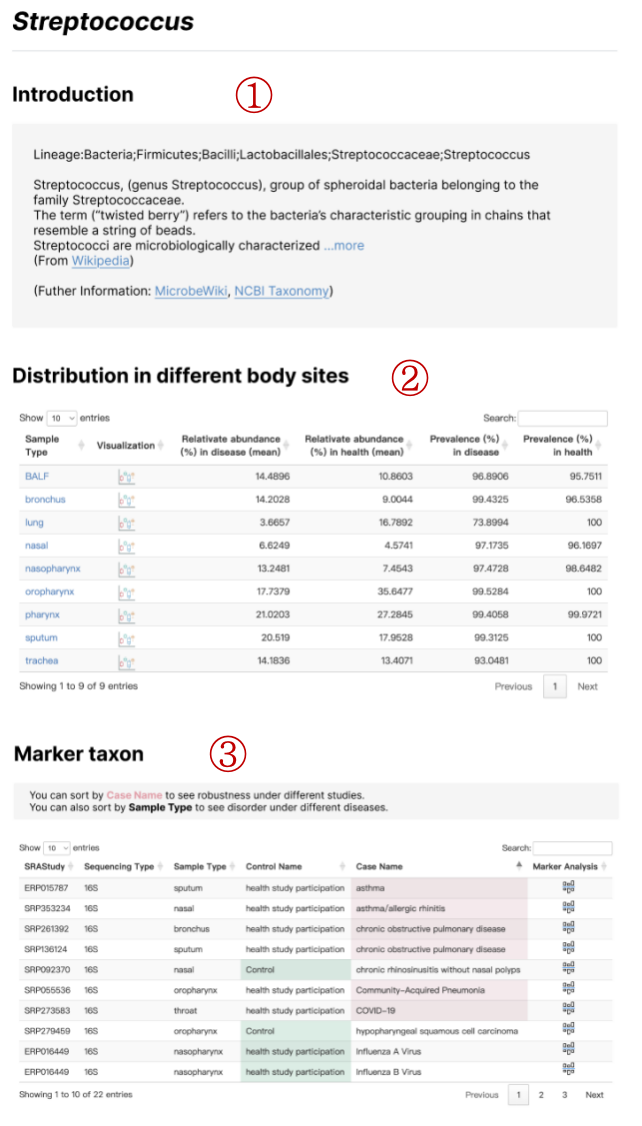 Streptococcus
Introduction
①
Lineage:Bacteria;Firmicutes;Bacilli;Lactobacillales;Streptococcaceae;Streptococcus
Streptococcus, (genus Streptococcus), group of spheroidal bacteria belonging to the
family Streptococcaceae.
The term ("twisted berry") refers to the bacteria's characteristic grouping in chains that
resemble a string of beads.
Streptococci are microbiologically characterized ...more
(From Wikipedia)
(Futher Information: MicrobeWiki, NCBI Taxonomy)
Distribution in different body sites
②
Show 10 entries Search:
Sample Type Visualization Relativate abundance (%) in disease (mean) Relativate abundance (%) in health (mean) Prevalence (%) in disease Prevalence (%) in health
BALF 14.4896 10.8603 96.8906 95.7511
bronchus 14.2028 9.0044 99.4325 96.5358
lung 3.6657 16.7892 73.8994 100
nasal 6.6249 4.5741 97.1735 96.1697
nasopharynx 13.2481 7.4543 97.4728 98.6482
oropharynx 17.7379 35.6477 99.5284 100
pharynx 21.0203 27.2845 99.4058 99.9721
sputum 20.519 17.9528 99.3125 100
trachea 14.1836 13.4071 93.0481 100
Showing 1 to 9 of 9 entries Previous 1 Next
Marker taxon
③
You can sort by Case Name to see robustness under different studies.
You can also sort by Sample Type to see disorder under different diseases.
Show 10 entries Search:
SRAStudy Sequencing Type Sample Type Control Name Case Name Marker Analysis
ERP015787 16S sputum health study participation asthma
SRP353234 16S nasal health study participation asthma/allergic rhinitis
SRP261392 16S bronchus health study participation chronic obstructive pulmonary disease
SRP136124 16S sputum health study participation chronic obstructive pulmonary disease
SRP092370 16S nasal Control chronic rhinosinusitis without nasal polyps
SRP055536 16S oropharynx health study participation Community-Acquired Pneumonia
SRP273583 16S throat health study participation COVID-19
SRP279459 16S oropharynx Control hypopharyngeal squamous cell carcinoma
ERP016449 16S nasopharynx health study participation Influenza A Virus
ERP016449 16S nasopharynx health study participation Influenza B Virus
Showing 1 to 10 of 22 entries Previous 1 2 3 Next